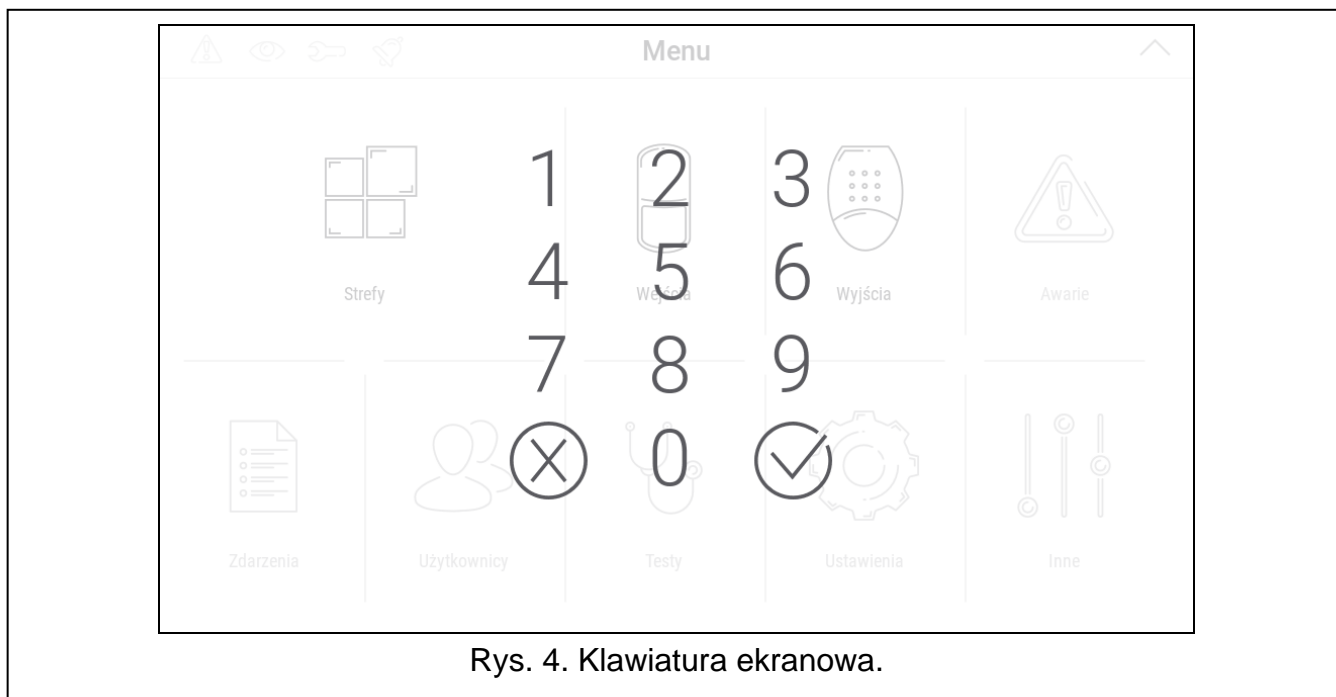 Menu
1 2 3
Strefy Wejścia Wyjścia Awarie
4 5 6
7 8 9
0
Zdarzenia Użytkownicy Testy Ustawienia Inne
Rys. 4. Klawiatura ekranowa.